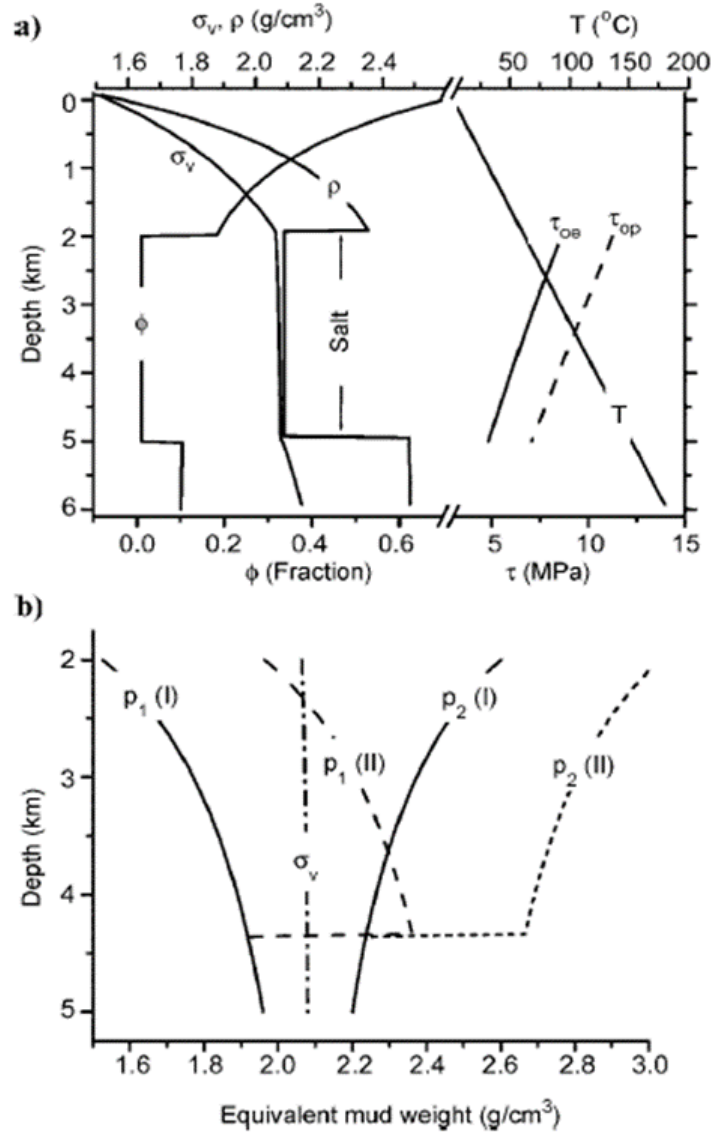 a)
σv, ρ (g/cm³) T (°C)
1.6 1.8 2.0 2.2 2.4 0 50 100 150 200
0
1
2
3
4
5
6
Depth (km)
σv
ρ
τoe
τop
ϕ
Salt
T
0.0 0.2 0.4 0.6 5 10 15
ϕ (Fraction) τ (MPa)
b)
2
3
4
5
Depth (km)
p1 (I)
p2 (I)
p1 (II)
p2 (II)
σv
1.6 1.8 2.0 2.2 2.4 2.6 2.8 3.0
Equivalent mud weight (g/cm³)